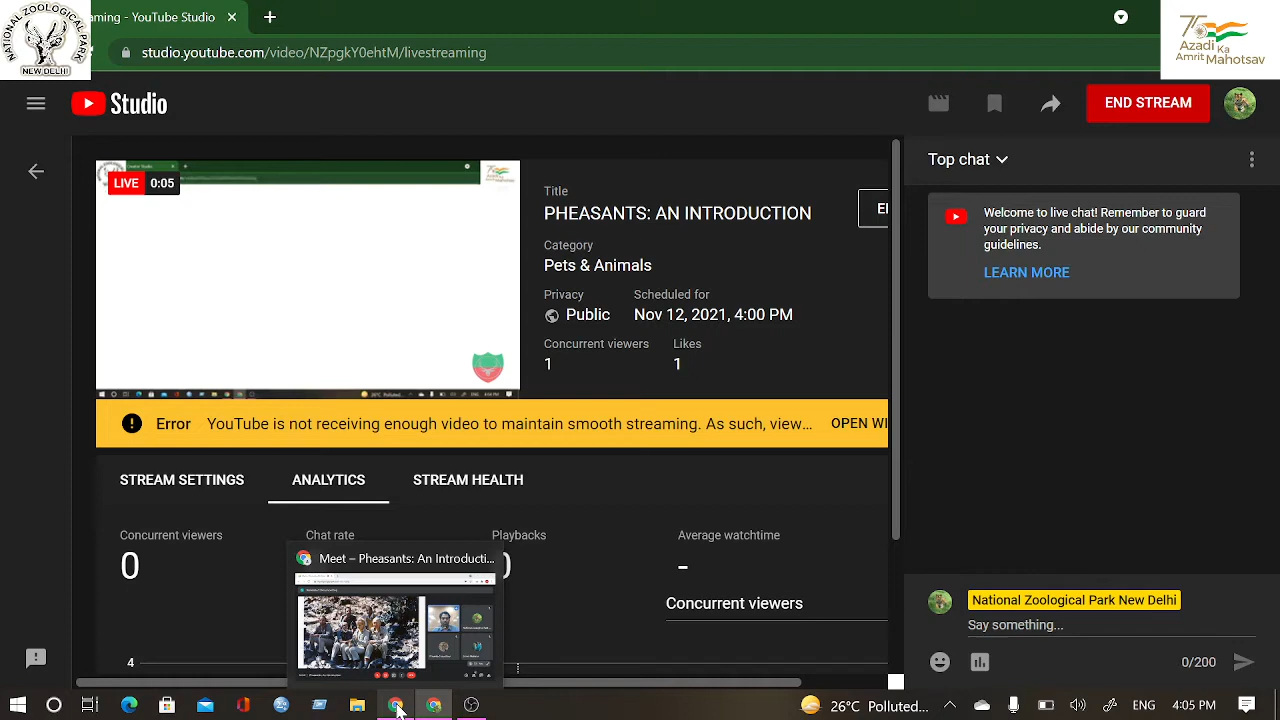 NATIONAL ZOOLOGICAL PARK
NEW DELHI
aming - YouTube Studio
studio.youtube.com/video/NZpgkY0ehtM/livestreaming
75
Azadi Ka
Amrit Mahotsav
Studio
END STREAM
LIVE 0:05
Title
PHEASANTS: AN INTRODUCTION
Category
Pets & Animals
Privacy
Public
Scheduled for
Nov 12, 2021, 4:00 PM
Concurrent viewers
1
Likes
1
Top chat
Welcome to live chat! Remember to guard
your privacy and abide by our community
guidelines.
LEARN MORE
Error YouTube is not receiving enough video to maintain smooth streaming. As such, view... OPEN WI
STREAM SETTINGS ANALYTICS STREAM HEALTH
Concurrent viewers
0
Chat rate
Playbacks
0
Average watchtime
-
Meet – Pheasants: An Introducti...
Concurrent viewers
4
National Zoological Park New Delhi
Say something...
0/200
26°C Polluted... 4:05 PM